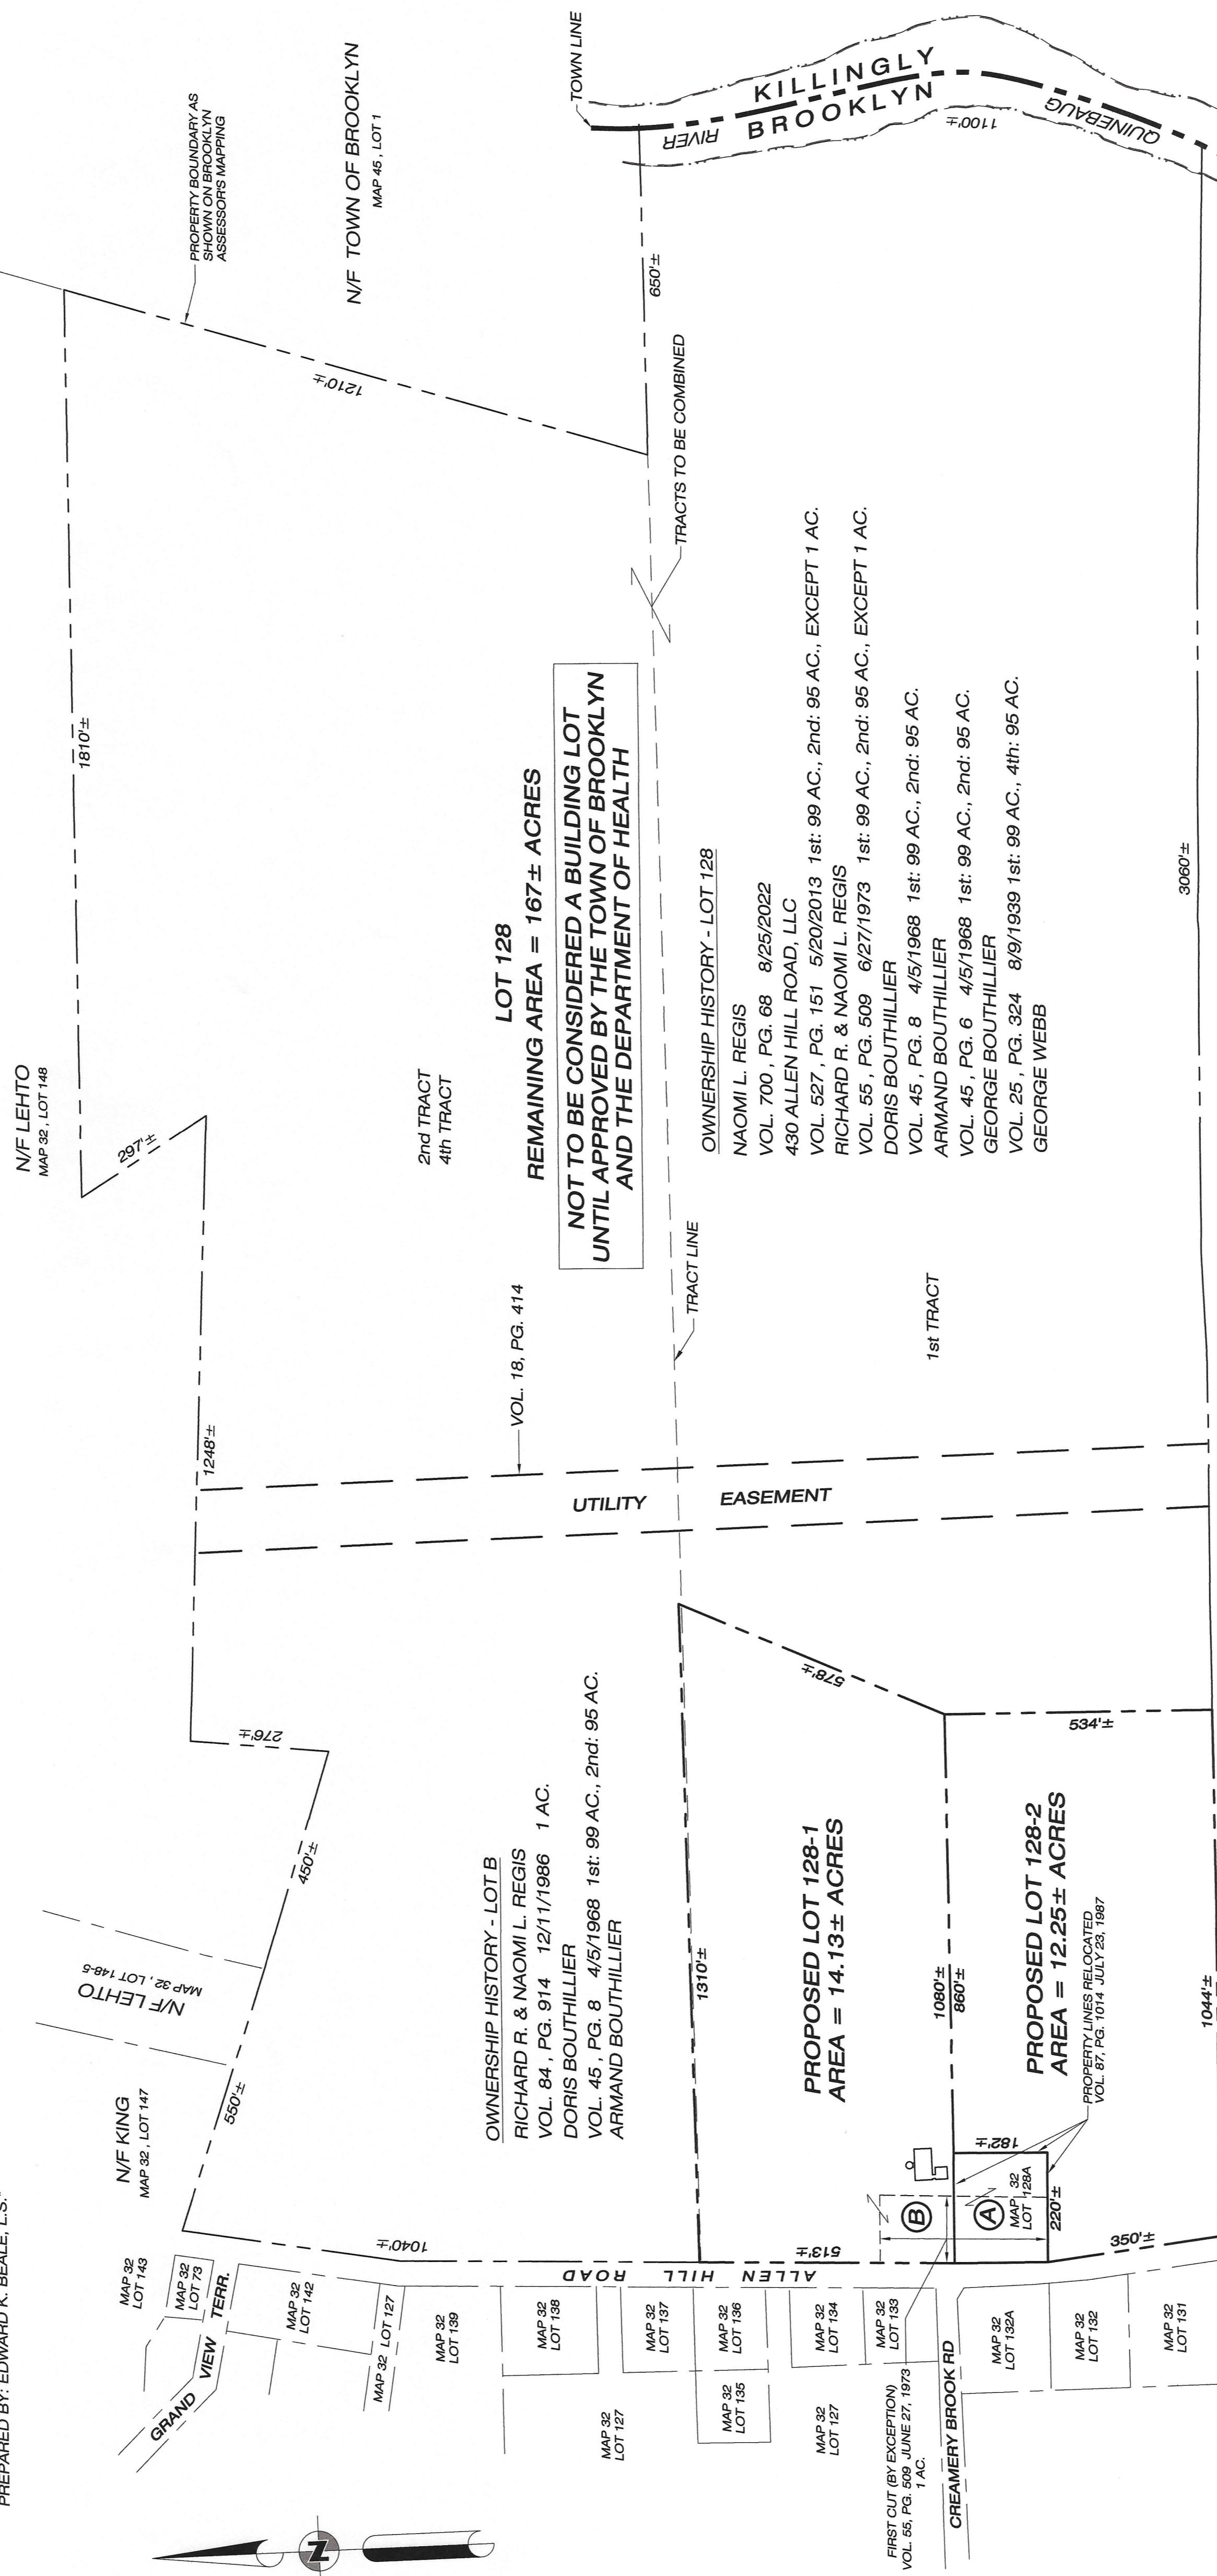 PREPARED BY: EDWARD K. BEALE, L.S."
N/F LEHTO
MAP 32, LOT 148
1810'±
297'±
1248'±
276'±
450'±
550'±
N/F LEHTO
MAP 32, LOT 148-5
N/F KING
MAP 32, LOT 147
PROPERTY BOUNDARY AS
SHOWN ON BROOKLYN
ASSESSOR'S MAPPING
N/F TOWN OF BROOKLYN
MAP 45, LOT 1
1210'±
TOWN LINE
KILLINGLY
BROOKLYN
RIVER
QUINEBAUG
1100'±
650'±
TRACTS TO BE COMBINED
2nd TRACT
4th TRACT
LOT 128
REMAINING AREA = 167± ACRES
NOT TO BE CONSIDERED A BUILDING LOT
UNTIL APPROVED BY THE TOWN OF BROOKLYN
AND THE DEPARTMENT OF HEALTH
VOL. 18, PG. 414
TRACT LINE
UTILITY EASEMENT
1st TRACT
OWNERSHIP HISTORY - LOT 128
NAOMI L. REGIS
VOL. 700, PG. 68 8/25/2022
430 ALLEN HILL ROAD, LLC
VOL. 527, PG. 151 5/20/2013 1st: 99 AC., 2nd: 95 AC., EXCEPT 1 AC.
RICHARD R. & NAOMI L. REGIS
VOL. 55, PG. 509 6/27/1973 1st: 99 AC., 2nd: 95 AC., EXCEPT 1 AC.
DORIS BOUTHILLIER
VOL. 45, PG. 8 4/5/1968 1st: 99 AC., 2nd: 95 AC.
ARMAND BOUTHILLIER
VOL. 45, PG. 6 4/5/1968 1st: 99 AC., 2nd: 95 AC.
GEORGE BOUTHILLIER
VOL. 25, PG. 324 8/9/1939 1st: 99 AC., 4th: 95 AC.
GEORGE WEBB
3060'±
OWNERSHIP HISTORY - LOT B
RICHARD R. & NAOMI L. REGIS
VOL. 84, PG. 914 12/11/1986 1 AC.
DORIS BOUTHILLIER
VOL. 45, PG. 8 4/5/1968 1st: 99 AC., 2nd: 95 AC.
ARMAND BOUTHILLIER
1310'±
578'±
PROPOSED LOT 128-1
AREA = 14.13± ACRES
1080'±
860'±
534'±
PROPOSED LOT 128-2
AREA = 12.25± ACRES
PROPERTY LINES RELOCATED
VOL. 87, PG. 1014 JULY 23, 1987
1044'±
182'±
B
A
MAP 32
LOT 128A
220'±
350'±
513'±
1040'±
ALLEN HILL ROAD
MAP 32
LOT 143
MAP 32
LOT 73
GRAND VIEW TERR.
MAP 32
LOT 142
MAP 32 LOT 127
MAP 32
LOT 139
MAP 32
LOT 138
MAP 32
LOT 127
MAP 32
LOT 137
MAP 32
LOT 136
MAP 32
LOT 135
MAP 32
LOT 134
MAP 32
LOT 127
MAP 32
LOT 133
FIRST CUT (BY EXCEPTION)
VOL. 55, PG. 509 JUNE 27, 1973
1 AC.
CREAMERY BROOK RD
MAP 32
LOT 132A
MAP 32
LOT 132
MAP 32
LOT 131
N